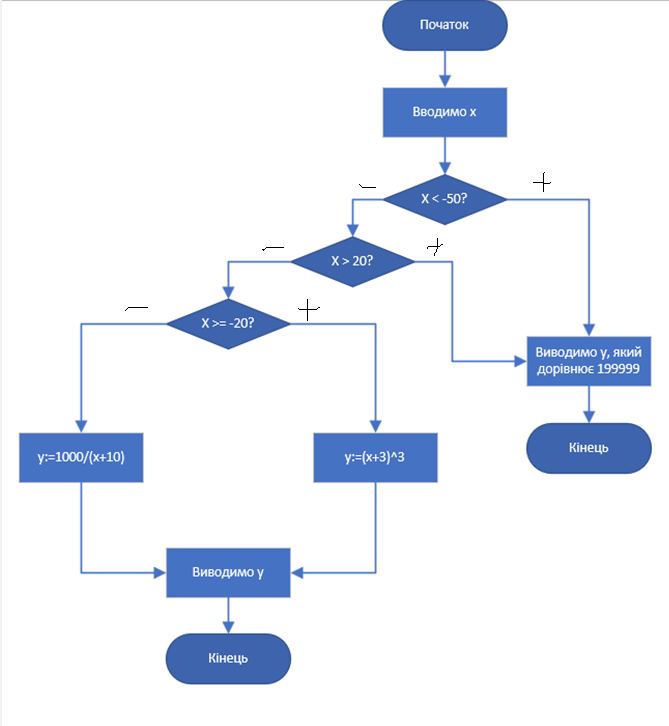 Початок
Вводимо x
X < -50?
X > 20?
X >= -20?
Виводимо y, який
дорівнює 199999
Кінець
y:=1000/(x+10)
y:=(x+3)^3
Виводимо y
Кінець